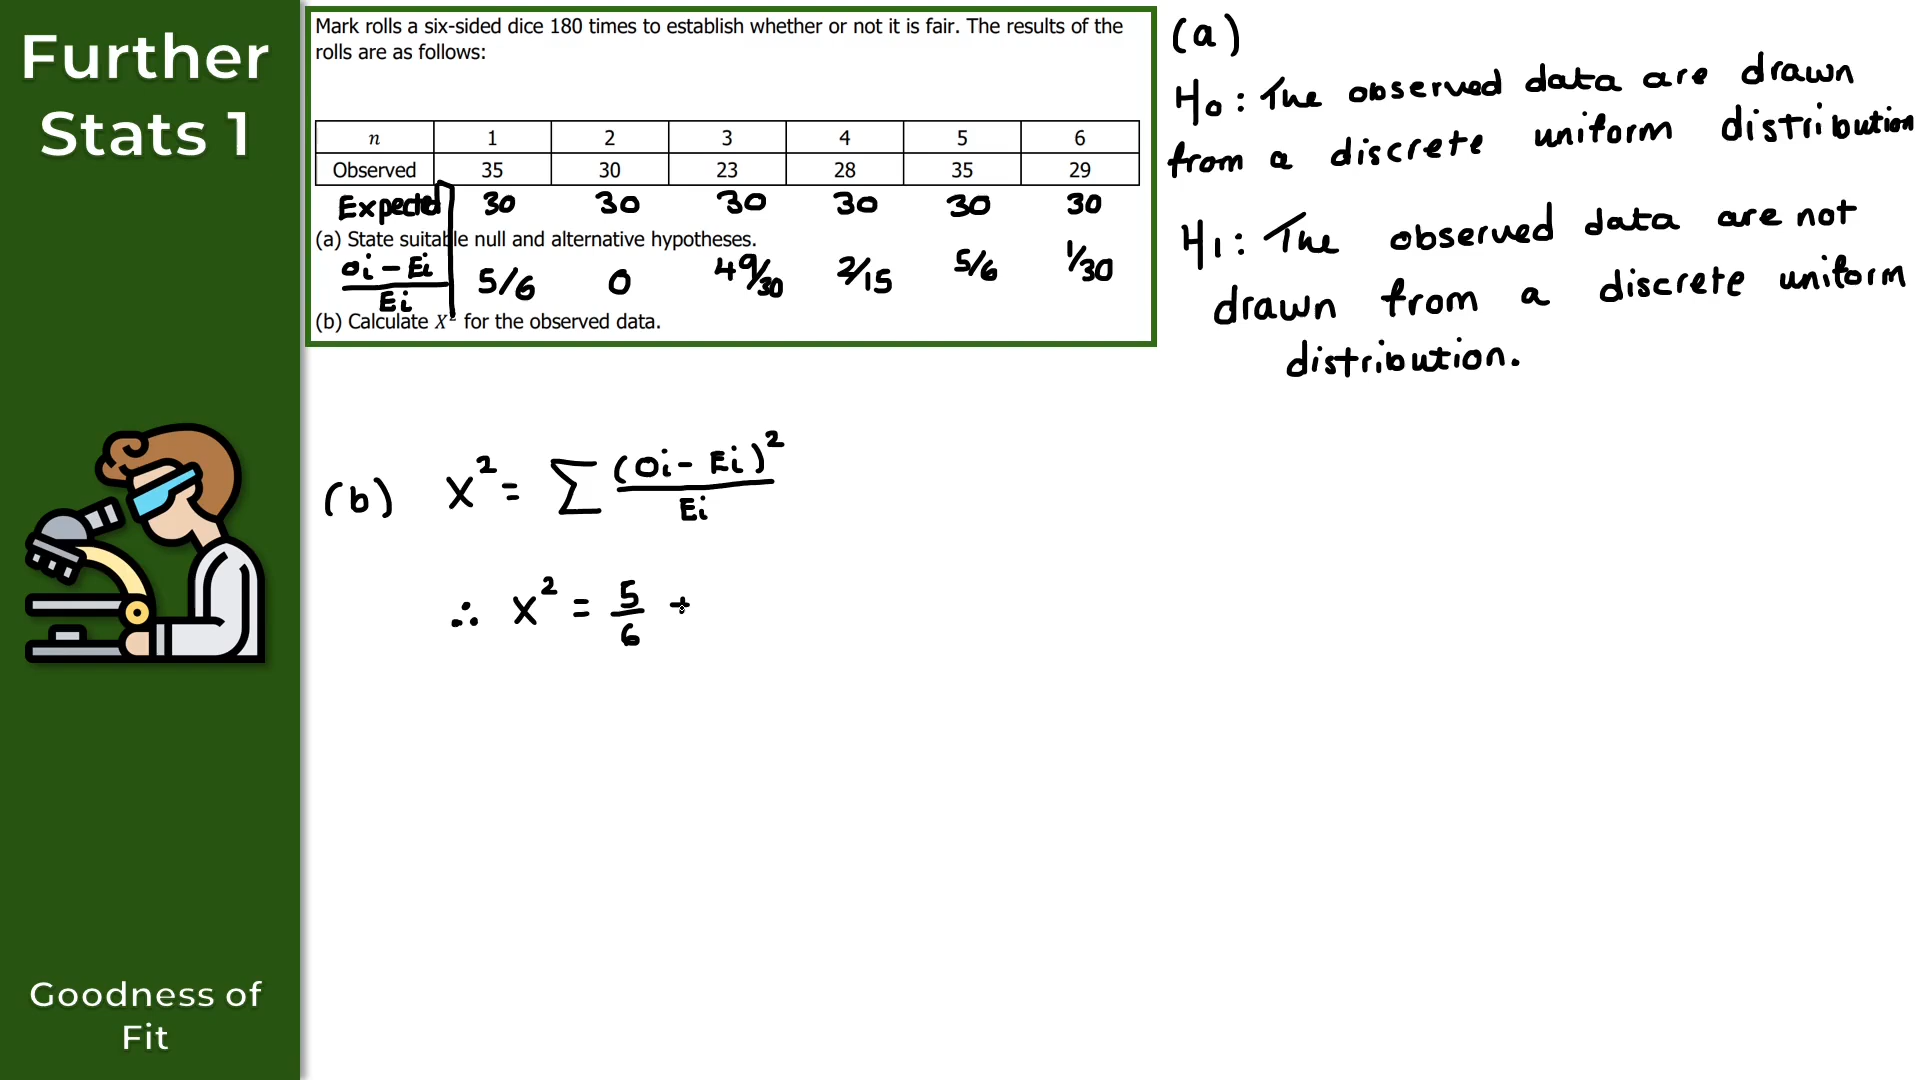 Further
Stats 1
Mark rolls a six-sided dice 180 times to establish whether or not it is fair. The results of the
rolls are as follows:
n 1 2 3 4 5 6
Observed 35 30 23 28 35 29
Expected 30 30 30 30 30 30
(a) State suitable null and alternative hypotheses.
Oi - Ei / Ei 5/6 0 49/30 2/15 5/6 1/30
(b) Calculate X² for the observed data.
(a)
H₀ : The observed data are drawn
from a discrete uniform distribution
H₁ : The observed data are not
drawn from a discrete uniform
distribution.
(b) X² = ∑ (Oi - Ei)² / Ei
∴ X² = 5/6 +
Goodness of
Fit